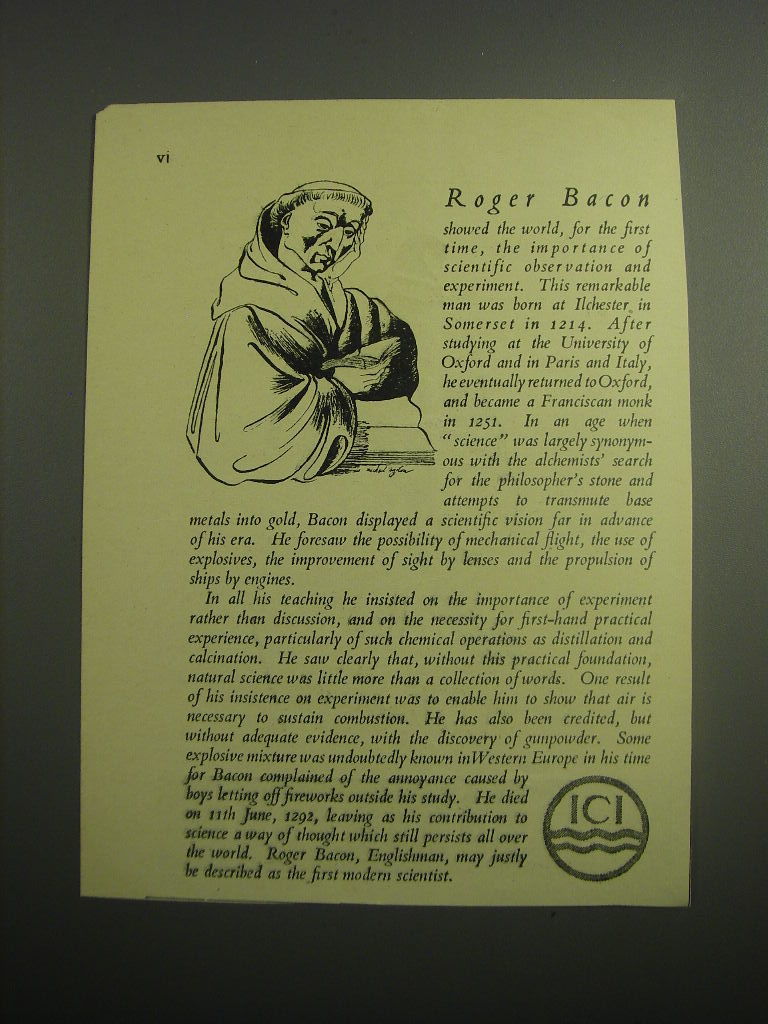 vi
Roger Bacon
showed the world, for the first
time, the importance of
scientific observation and
experiment. This remarkable
man was born at Ilchester in
Somerset in 1214. After
studying at the University of
Oxford and in Paris and Italy,
he eventually returned to Oxford,
and became a Franciscan monk
in 1251. In an age when
"science" was largely synonym-
ous with the alchemists' search
for the philosopher's stone and
attempts to transmute base
metals into gold, Bacon displayed a scientific vision far in advance
of his era. He foresaw the possibility of mechanical flight, the use of
explosives, the improvement of sight by lenses and the propulsion of
ships by engines.
In all his teaching he insisted on the importance of experiment
rather than discussion, and on the necessity for first-hand practical
experience, particularly of such chemical operations as distillation and
calcination. He saw clearly that, without this practical foundation,
natural science was little more than a collection of words. One result
of his insistence on experiment was to enable him to show that air is
necessary to sustain combustion. He has also been credited, but
without adequate evidence, with the discovery of gunpowder. Some
explosive mixture was undoubtedly known in Western Europe in his time
for Bacon complained of the annoyance caused by
boys letting off fireworks outside his study. He died
on 11th June, 1292, leaving as his contribution to
science a way of thought which still persists all over
the world. Roger Bacon, Englishman, may justly
be described as the first modern scientist.
ICI